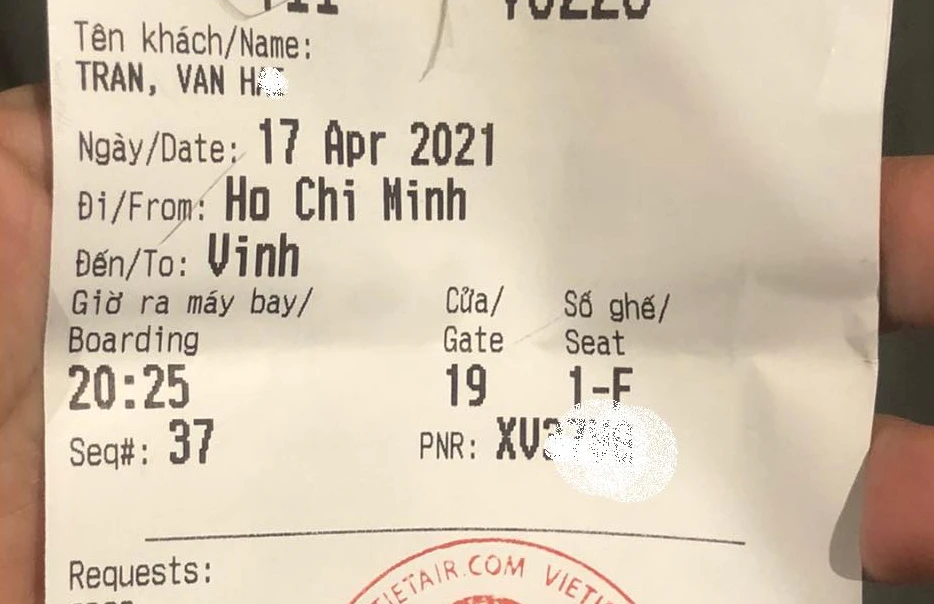 Tên khách/Name:
TRAN, VAN
Ngày/Date: 17 Apr 2021
Đi/From: Ho Chi Minh
Đến/To: Vinh
Giờ ra máy bay/ Cửa/ Số ghế/
Boarding Gate Seat
20:25 19 1-F
Seq#: 37 PNR:
Requests:
VIETIAIR.COM